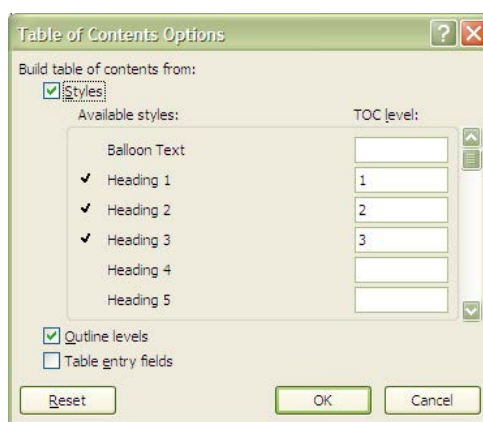 Table of Contents Options
Build table of contents from:
Styles
Available styles: TOC level:
Balloon Text
Heading 1 1
Heading 2 2
Heading 3 3
Heading 4
Heading 5
Outline levels
Table entry fields
Reset OK Cancel